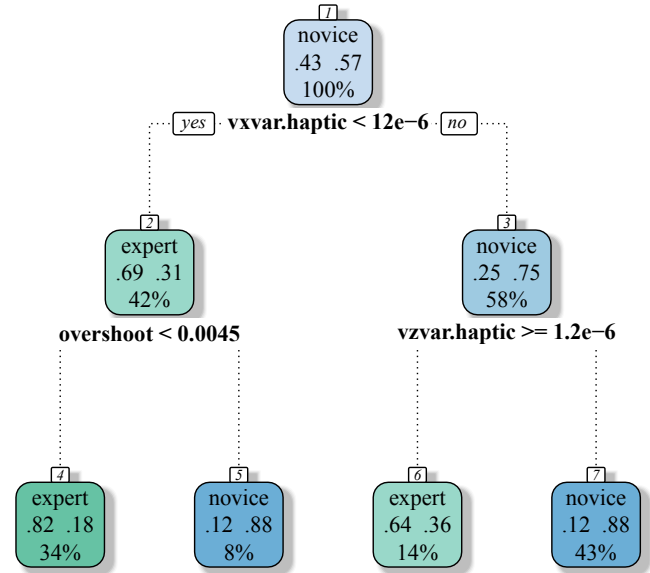 1
novice
.43 .57
100%
yes vxvar.haptic < 12e−6 no
2
expert
.69 .31
42%
3
novice
.25 .75
58%
overshoot < 0.0045
vzvar.haptic >= 1.2e−6
4
expert
.82 .18
34%
5
novice
.12 .88
8%
6
expert
.64 .36
14%
7
novice
.12 .88
43%